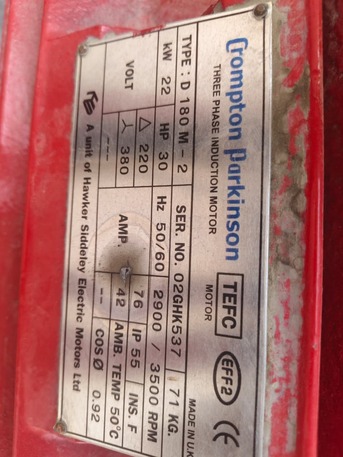 Crompton Parkinson
THREE PHASE INDUCTION MOTOR
TEFC
MOTOR
EFF2
CE
MADE IN U.K
TYPE : D 180 M - 2 SER. NO. 02GHK537 71 KG.
kW 22 HP 30 Hz 50/60 2900 / 3500 RPM
VOLT △ 220 AMP. 76 IP 55 INS. F
⅄ 380 42 AMB. TEMP 50°C
--- -- COS Ø 0.92
A unit of Hawker Siddeley Electric Motors Ltd